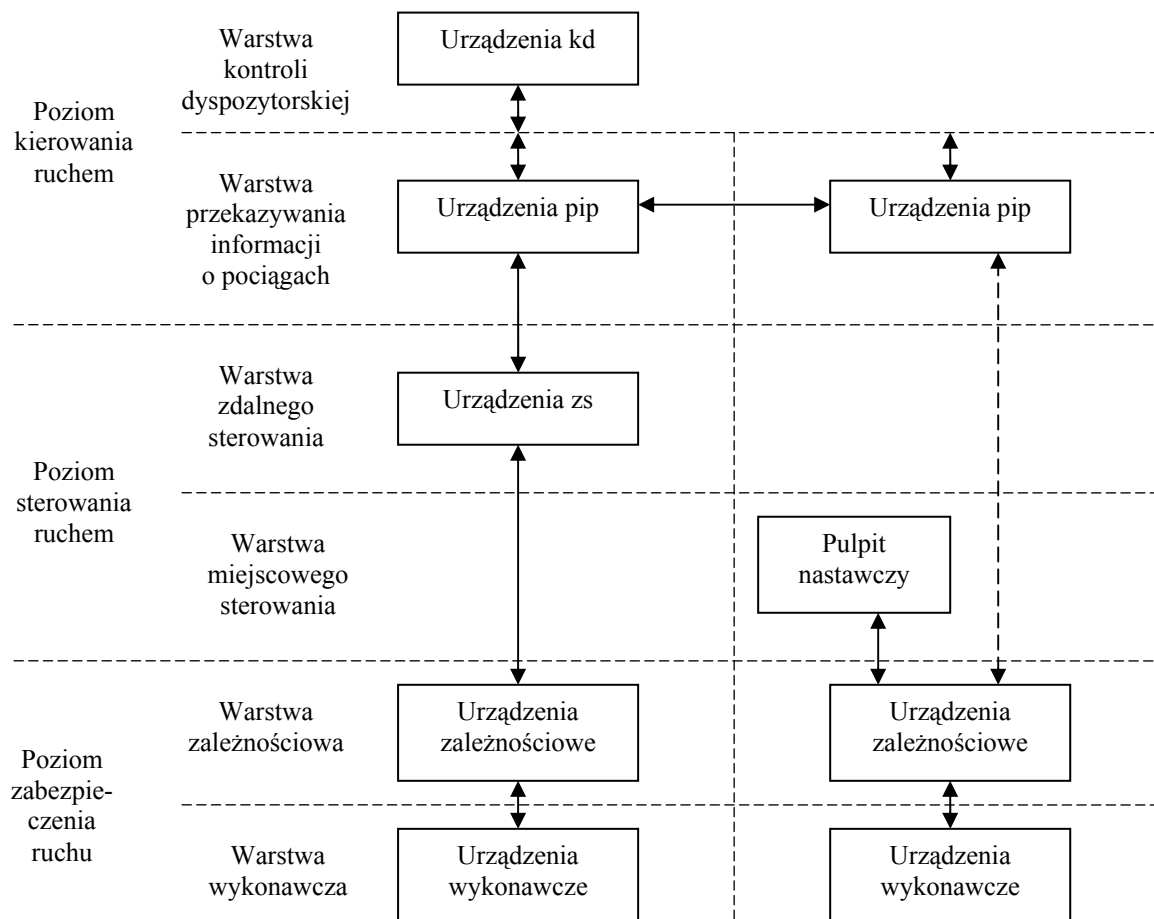 Poziom
kierowania
ruchem
Warstwa
kontroli
dyspozytorskiej
Urządzenia kd
Warstwa
przekazywania
informacji
o pociągach
Urządzenia pip
Urządzenia pip
Poziom
sterowania
ruchem
Warstwa
zdalnego
sterowania
Urządzenia zs
Warstwa
miejscowego
sterowania
Pulpit
nastawczy
Poziom
zabezpie-
czenia
ruchu
Warstwa
zależnościowa
Urządzenia
zależnościowe
Urządzenia
zależnościowe
Warstwa
wykonawcza
Urządzenia
wykonawcze
Urządzenia
wykonawcze